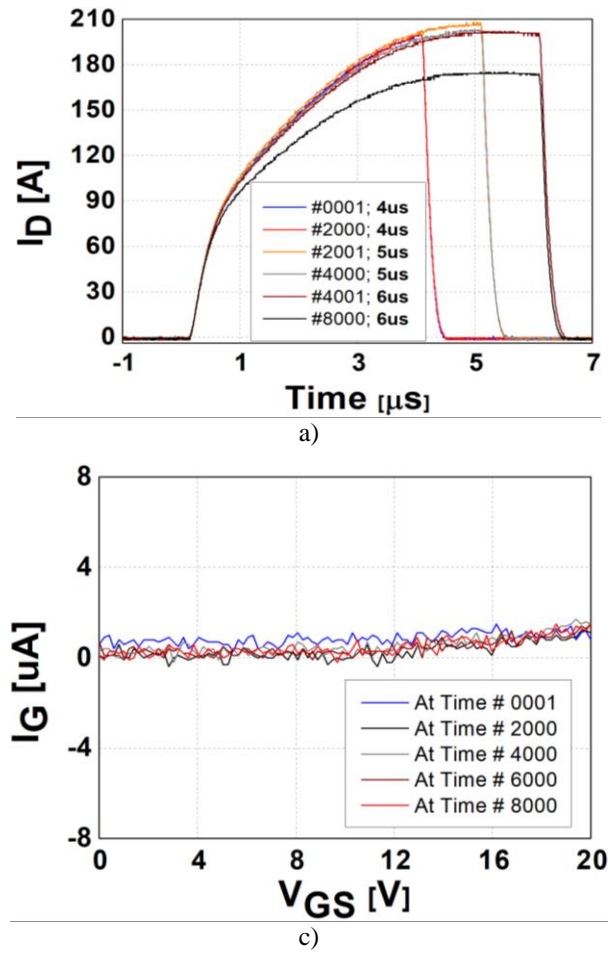 210
180
150
120
90
60
30
0
I_D [A]
#0001; 4us
#2000; 4us
#2001; 5us
#4000; 5us
#4001; 6us
#8000; 6us
-1 1 3 5 7
Time [μs]
a)
8
4
0
-4
-8
I_G [uA]
At Time # 0001
At Time # 2000
At Time # 4000
At Time # 6000
At Time # 8000
0 4 8 12 16 20
V_GS [V]
c)